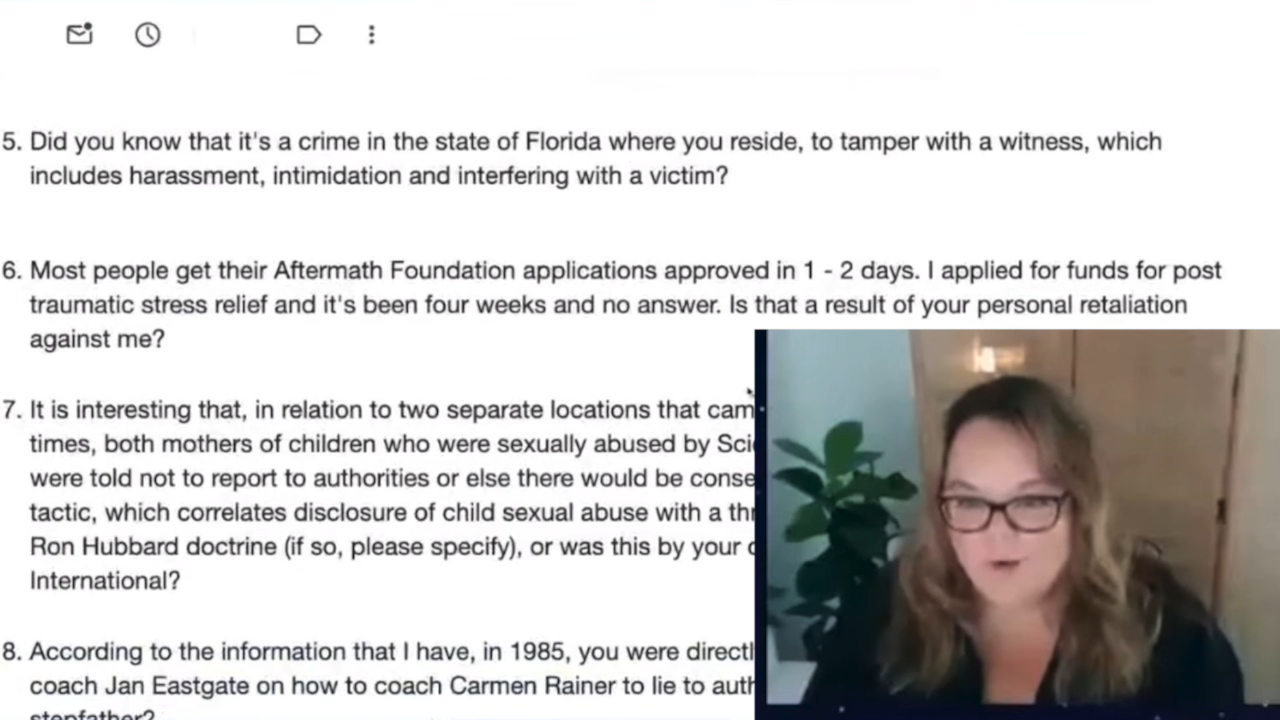 5. Did you know that it's a crime in the state of Florida where you reside, to tamper with a witness, which
includes harassment, intimidation and interfering with a victim?
6. Most people get their Aftermath Foundation applications approved in 1 - 2 days. I applied for funds for post
traumatic stress relief and it's been four weeks and no answer. Is that a result of your personal retaliation
against me?
7. It is interesting that, in relation to two separate locations that
times, both mothers of children who were sexually abused by
were told not to report to authorities or else there would be
tactic, which correlates disclosure of child sexual abuse with a
Ron Hubbard doctrine (if so, please specify), or was this by your
International?
8. According to the information that I have, in 1985, you were
coach Jan Eastgate on how to coach Carmen Rainer to lie to
stepfather?